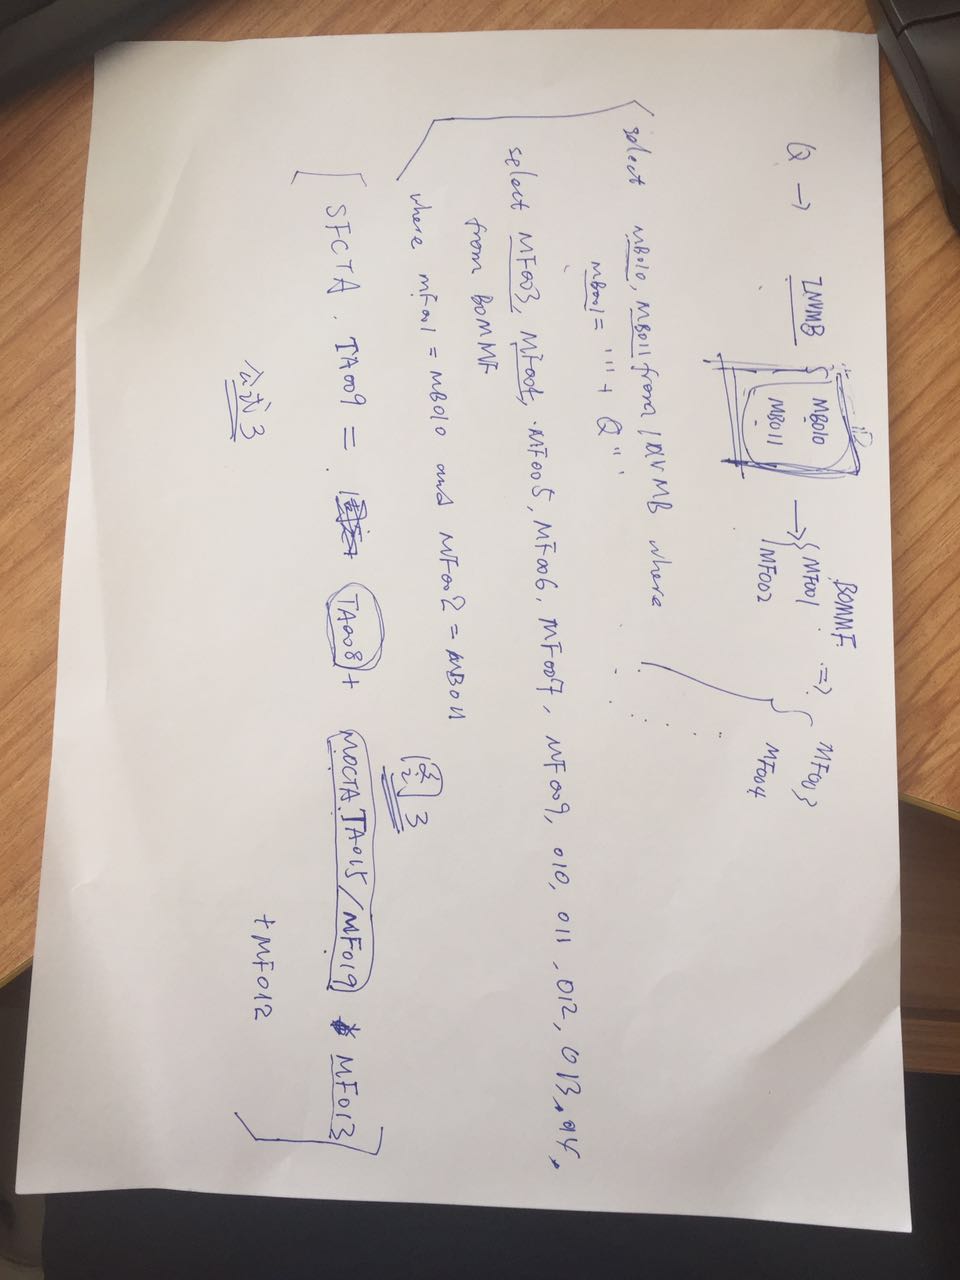 Q → INVMB { MB010 → BOMMF { MF001 => { MF003
MB011 MF002 MF004
select MB010, MB011 from INVMB where
MB001 = '"+ Q"'
select MF003, MF004, MF005, MF006, MF007, MF009, 010, 011, 012, 013, 014,
from BOMMF
where MF001 = MB010 and MF002 = MB011
3
[ SFCTA . TA009 = TA008 + MOCTA.TA015/MF019 * MF013
+ MF012 ]
公式3